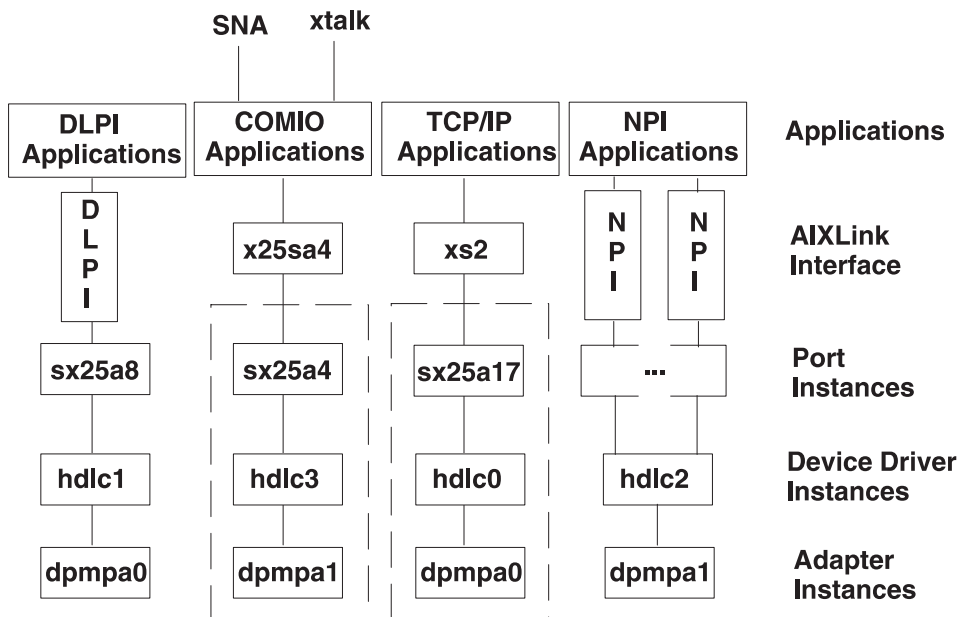 SNA
xtalk
DLPI
Applications
COMIO
Applications
TCP/IP
Applications
NPI
Applications
Applications
D
L
P
I
x25sa4
xs2
N
P
I
N
P
I
AIXLink
Interface
sx25a8
sx25a4
sx25a17
...
Port
Instances
hdlc1
hdlc3
hdlc0
hdlc2
Device Driver
Instances
dpmpa0
dpmpa1
dpmpa0
dpmpa1
Adapter
Instances